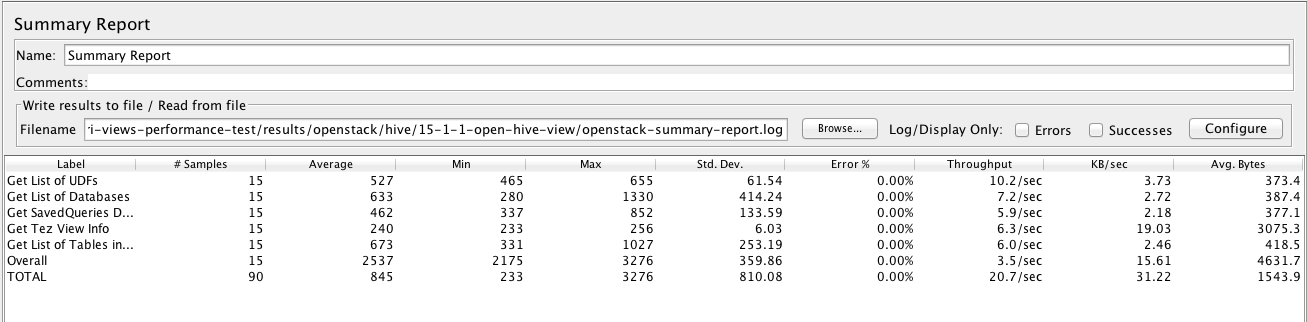 Summary Report
Name: Summary Report
Comments:
Write results to file / Read from file
Filename i-views-performance-test/results/openstack/hive/15-1-1-open-hive-view/openstack-summary-report.log Browse... Log/Display Only: Errors Successes Configure
Label # Samples Average Min Max Std. Dev. Error % Throughput KB/sec Avg. Bytes
Get List of UDFs 15 527 465 655 61.54 0.00% 10.2/sec 3.73 373.4
Get List of Databases 15 633 280 1330 414.24 0.00% 7.2/sec 2.72 387.4
Get SavedQueries D... 15 462 337 852 133.59 0.00% 5.9/sec 2.18 377.1
Get Tez View Info 15 240 233 256 6.03 0.00% 6.3/sec 19.03 3075.3
Get List of Tables in... 15 673 331 1027 253.19 0.00% 6.0/sec 2.46 418.5
Overall 15 2537 2175 3276 359.86 0.00% 3.5/sec 15.61 4631.7
TOTAL 90 845 233 3276 810.08 0.00% 20.7/sec 31.22 1543.9